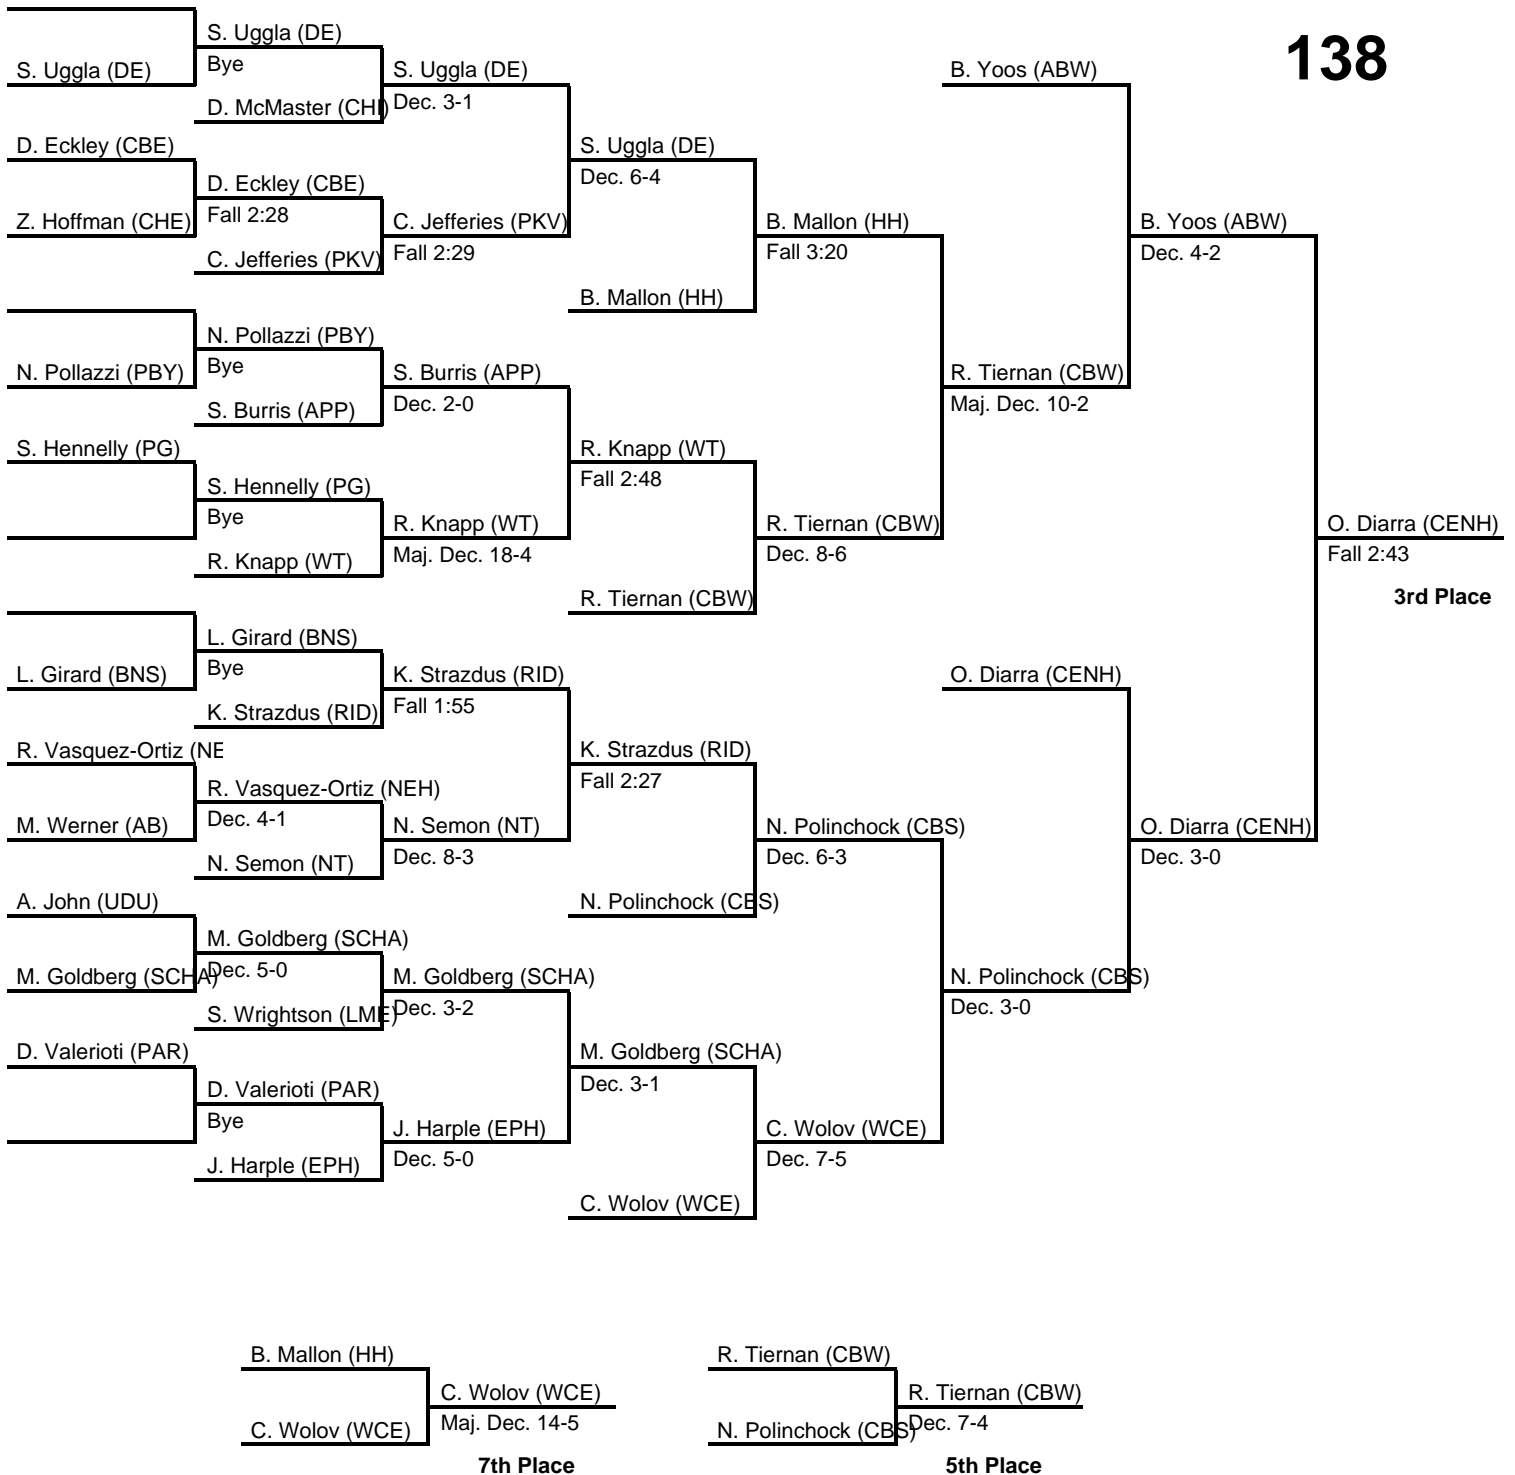 138
S. Uggla (DE)
S. Uggla (DE)
Bye
D. McMaster (CHI)
S. Uggla (DE)
Dec. 3-1
D. Eckley (CBE)
Z. Hoffman (CHE)
D. Eckley (CBE)
Fall 2:28
C. Jefferies (PKV)
C. Jefferies (PKV)
Fall 2:29
S. Uggla (DE)
Dec. 6-4
B. Mallon (HH)
B. Mallon (HH)
Fall 3:20
N. Pollazzi (PBY)
N. Pollazzi (PBY)
Bye
S. Burris (APP)
S. Burris (APP)
Dec. 2-0
S. Hennelly (PG)
S. Hennelly (PG)
Bye
R. Knapp (WT)
R. Knapp (WT)
Maj. Dec. 18-4
R. Knapp (WT)
Fall 2:48
R. Tiernan (CBW)
R. Tiernan (CBW)
Dec. 8-6
R. Tiernan (CBW)
Maj. Dec. 10-2
B. Yoos (ABW)
B. Yoos (ABW)
Dec. 4-2
L. Girard (BNS)
L. Girard (BNS)
Bye
K. Strazdus (RID)
K. Strazdus (RID)
Fall 1:55
R. Vasquez-Ortiz (NE
M. Werner (AB)
R. Vasquez-Ortiz (NEH)
Dec. 4-1
N. Semon (NT)
N. Semon (NT)
Dec. 8-3
K. Strazdus (RID)
Fall 2:27
N. Polinchock (CBS)
N. Polinchock (CBS)
Dec. 6-3
A. John (UDU)
M. Goldberg (SCHA)
M. Goldberg (SCHA)
Dec. 5-0
S. Wrightson (LME)
M. Goldberg (SCHA)
Dec. 3-2
D. Valerioti (PAR)
D. Valerioti (PAR)
Bye
J. Harple (EPH)
J. Harple (EPH)
Dec. 5-0
M. Goldberg (SCHA)
Dec. 3-1
C. Wolov (WCE)
C. Wolov (WCE)
Dec. 7-5
N. Polinchock (CBS)
Dec. 3-0
O. Diarra (CENH)
O. Diarra (CENH)
Dec. 3-0
O. Diarra (CENH)
Fall 2:43
3rd Place
B. Mallon (HH)
C. Wolov (WCE)
C. Wolov (WCE)
Maj. Dec. 14-5
7th Place
R. Tiernan (CBW)
N. Polinchock (CBS)
R. Tiernan (CBW)
Dec. 7-4
5th Place